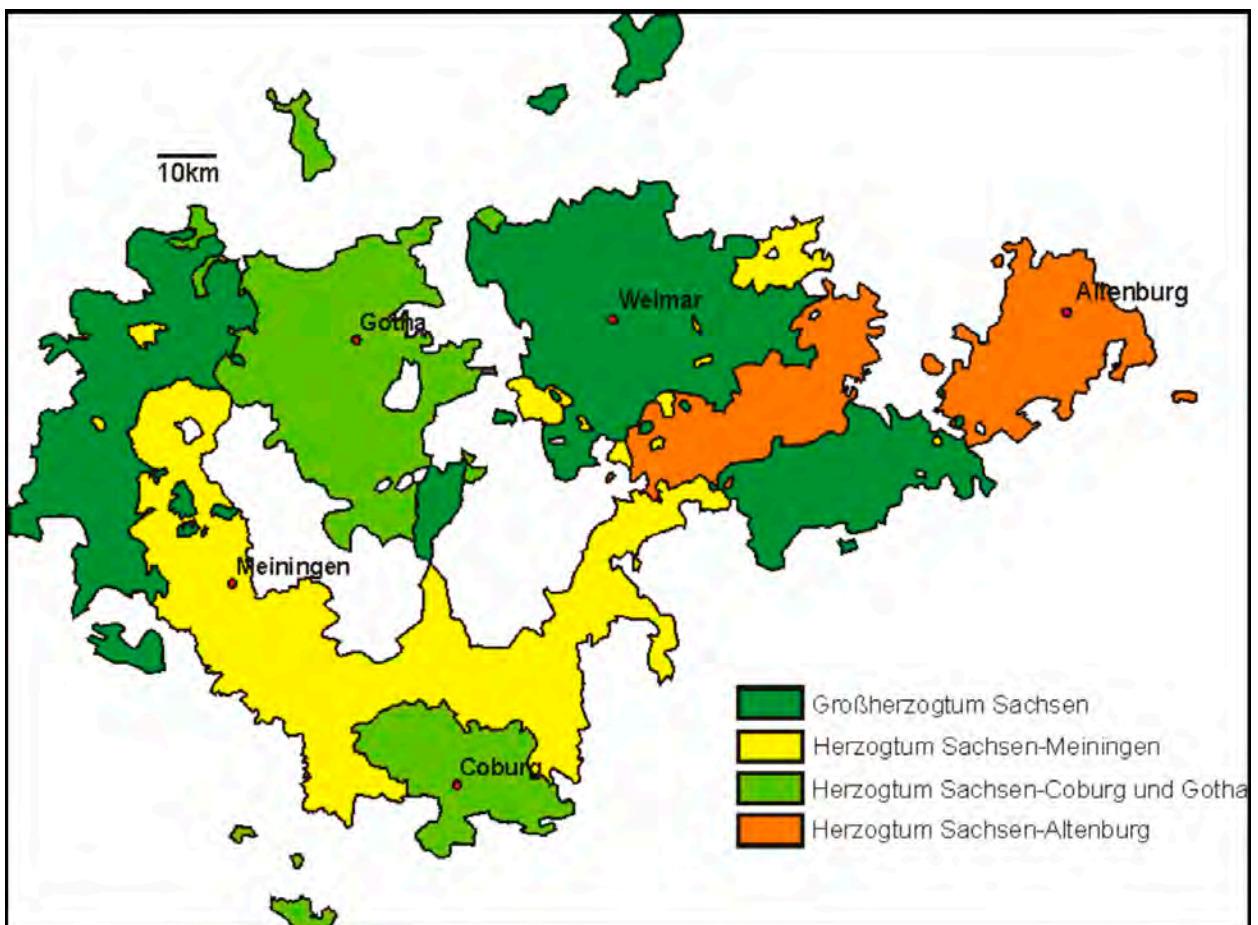 10km
Weimar
Altenburg
Gotha
Meiningen
Großherzogtum Sachsen
Herzogtum Sachsen-Meiningen
Coburg
Herzogtum Sachsen-Coburg und Gotha
Herzogtum Sachsen-Altenburg